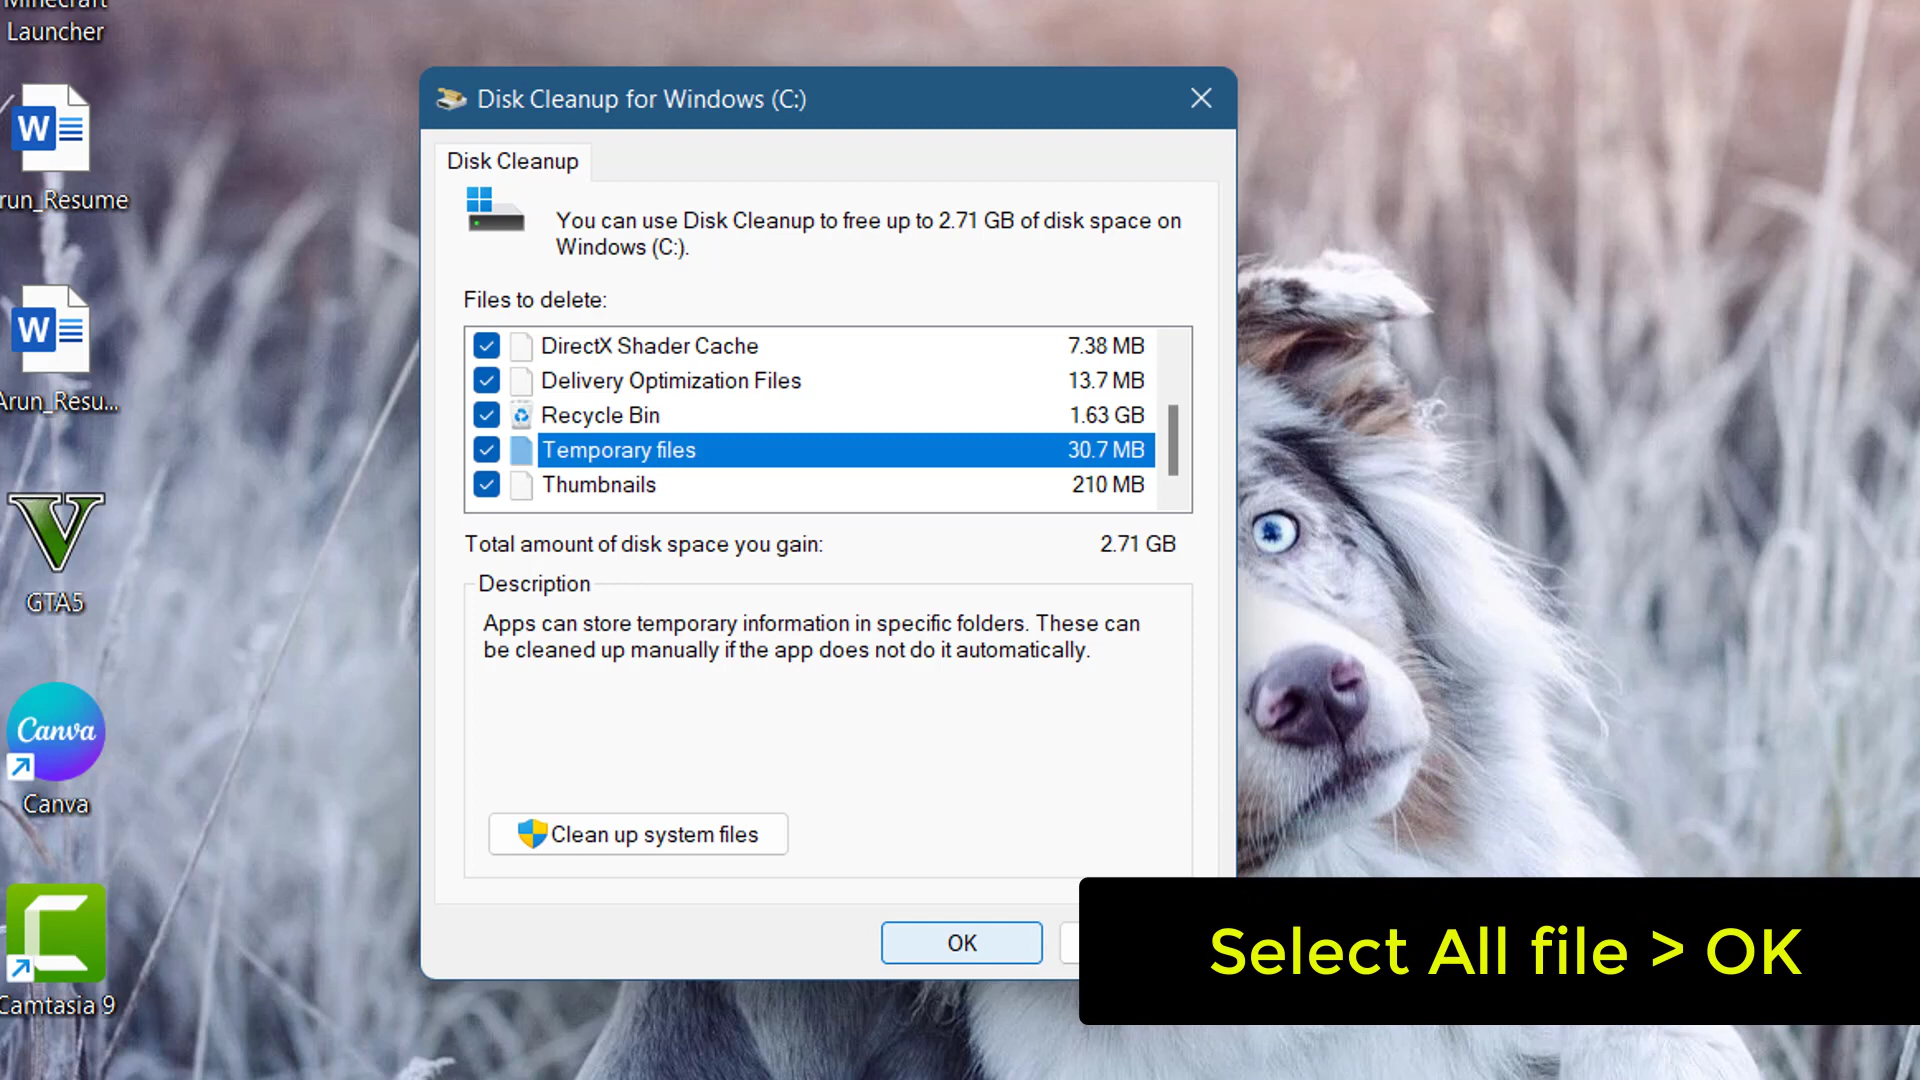 Minecraft
Launcher
W
run_Resume
W
Arun_Resu...
V
GTA5
Canva
Canva
C
Camtasia 9
Disk Cleanup for Windows (C:)
Disk Cleanup
You can use Disk Cleanup to free up to 2.71 GB of disk space on
Windows (C:).
Files to delete:
DirectX Shader Cache 7.38 MB
Delivery Optimization Files 13.7 MB
Recycle Bin 1.63 GB
Temporary files 30.7 MB
Thumbnails 210 MB
Total amount of disk space you gain: 2.71 GB
Description
Apps can store temporary information in specific folders. These can
be cleaned up manually if the app does not do it automatically.
Clean up system files
OK
Select All file > OK